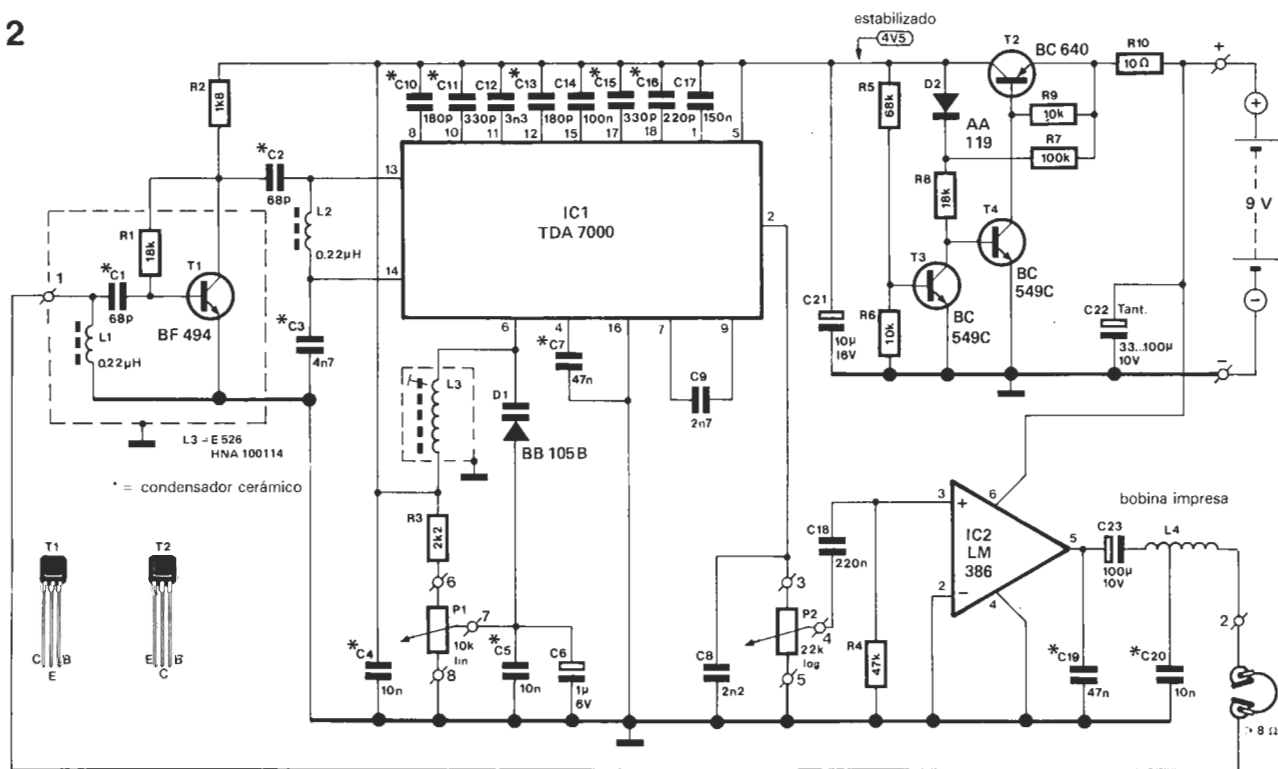 2
estabilizado
4V5
T2
BC 640
R10
10Ω
+
R2
1k8
*C10
180p
*C11
330p
C12
3n3
*C13
180p
C14
100n
*C15
330p
*C16
220p
C17
150n
8
10
11
12
15
17
18
1
5
R5
68k
D2
AA
119
R9
10k
R7
100k
+
9 V
−
*C2
68p
13
IC1
TDA 7000
2
R8
18k
T4
BC
549C
T3
BC
549C
L2
0.22µH
14
1
*C1
68p
R1
18k
T1
BF 494
L1
0.22µH
*C3
4n7
6
4
16
7
9
*C7
47n
C9
2n7
C21
10µ
16V
R6
10k
C22
Tant.
33...100µ
10V
−
L3 = E 526
HNA 100114
* = condensador cerámico
L3
D1
BB 105B
T1
C
E
B
T2
E
C
B
R3
2k2
6
P1
10k
lin
7
8
*C4
10n
*C5
10n
C6
1µ
6V
C8
2n2
3
P2
22k
log
4
5
C18
220n
R4
47k
3
+
6
IC2
LM
386
2
−
4
5
bobina impresa
C23
100µ
10V
L4
*C19
47n
*C20
10n
2
> 8 Ω